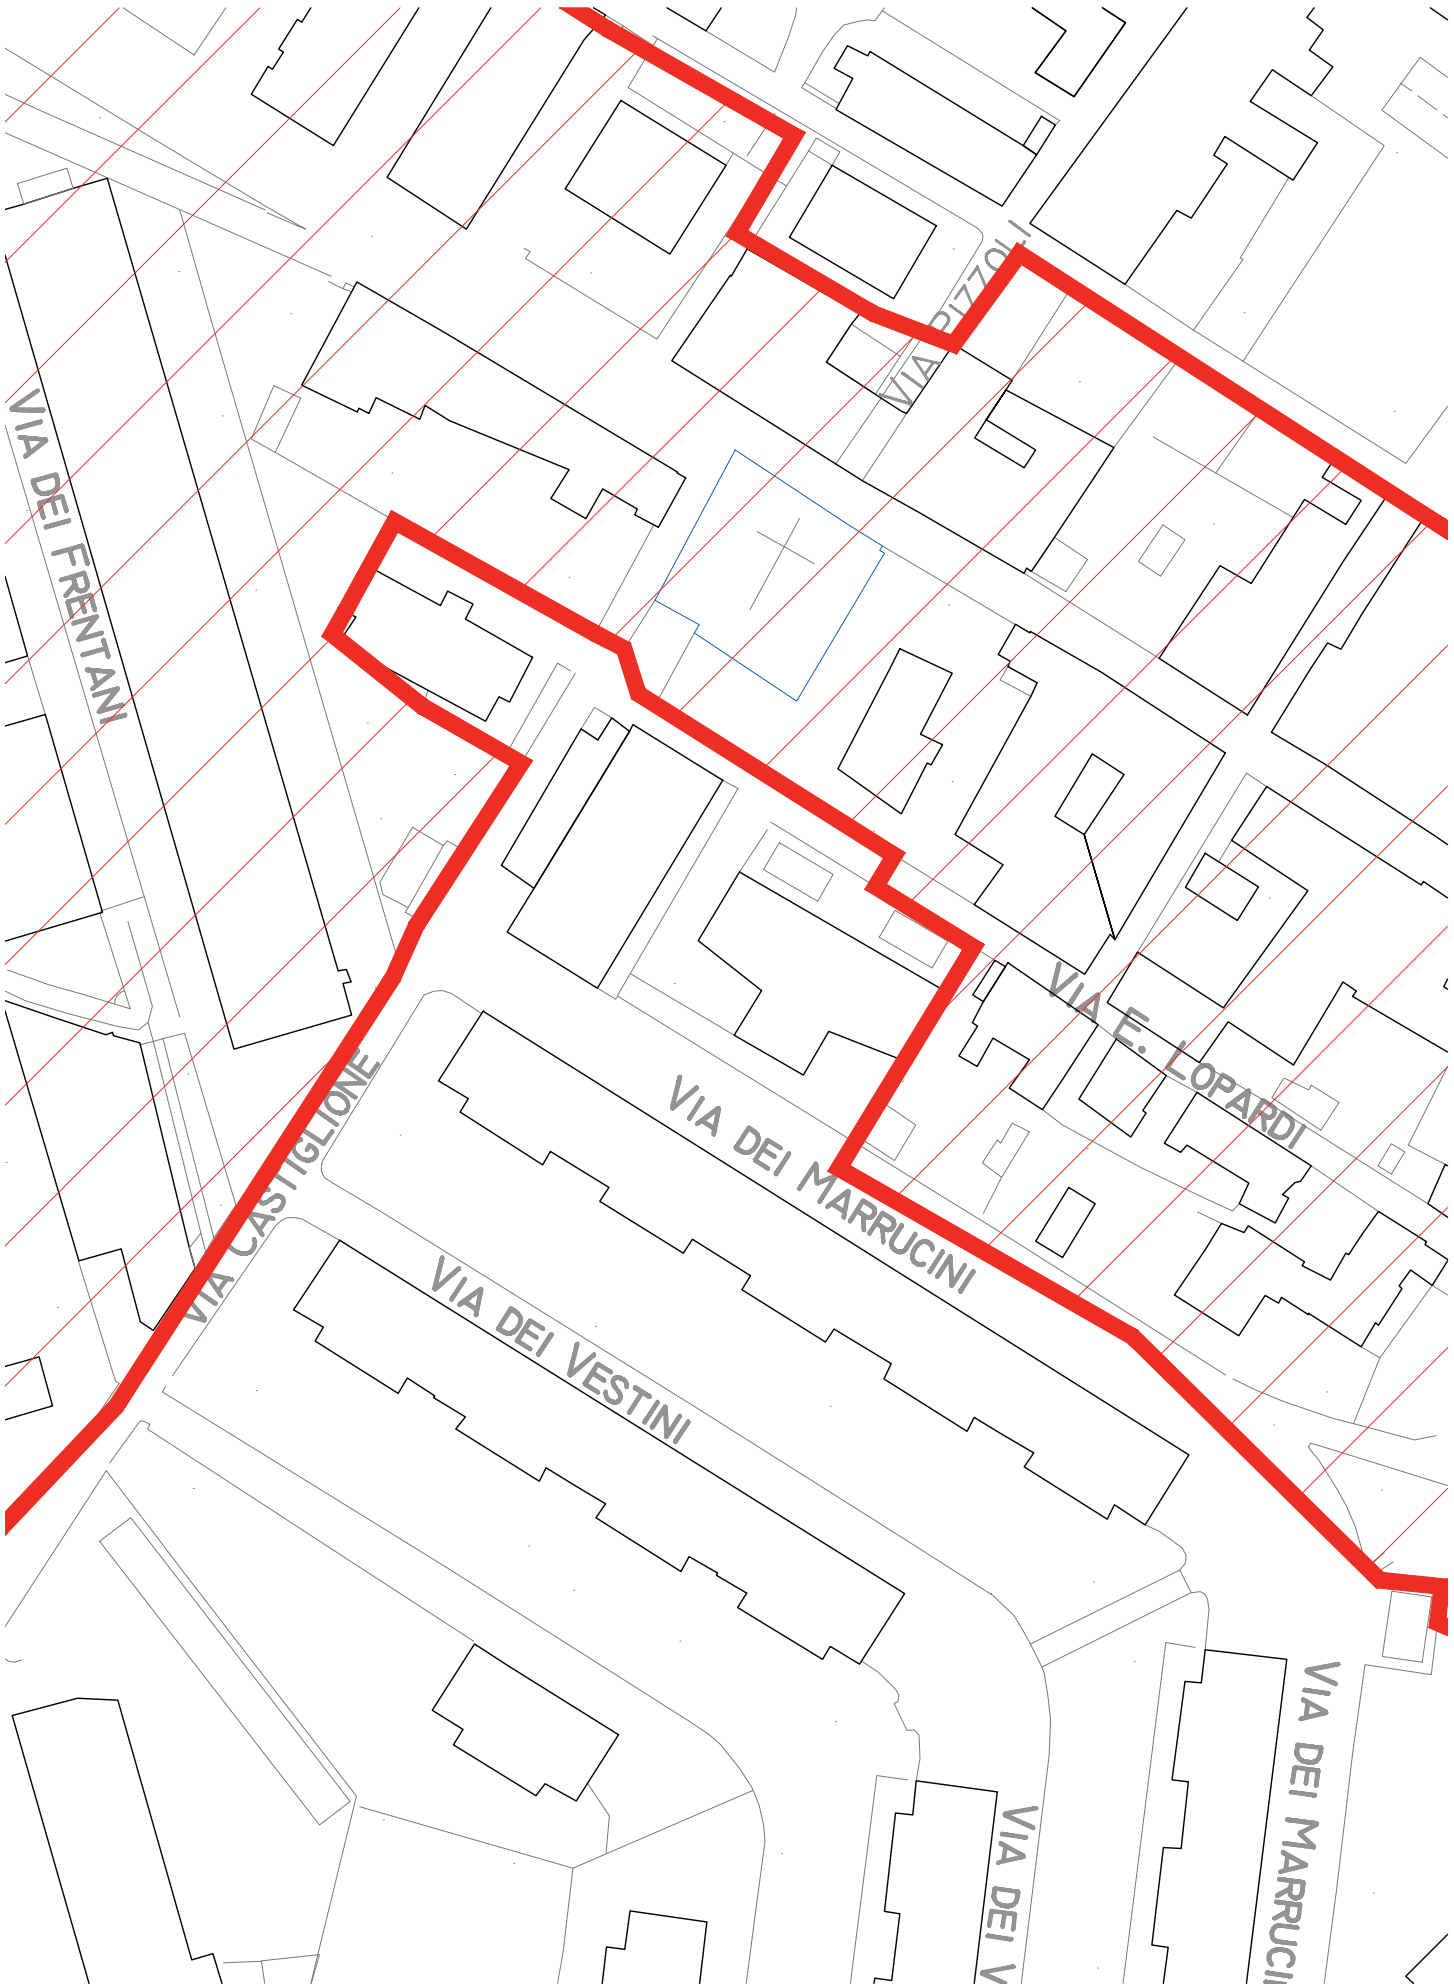 VIA PIZZOLI
VIA DEI FRENTANI
VIA E. LOPARDI
VIA CASTIGLIONE
VIA DEI MARRUCINI
VIA DEI VESTINI
VIA DEI MARRUCI
VIA DEI V